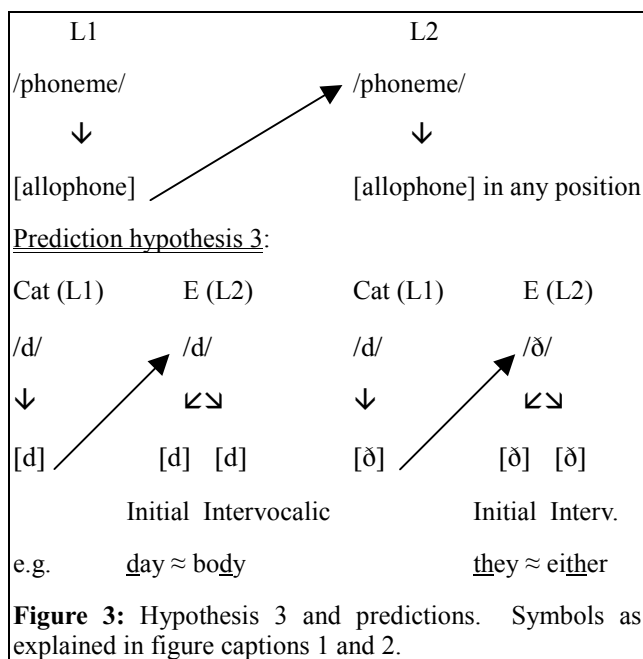 L1 L2
/phoneme/ /phoneme/
[allophone] [allophone] in any position
Prediction hypothesis 3:
Cat (L1) E (L2) Cat (L1) E (L2)
/d/ /d/ /d/ /ð/
[d] [d] [d] [ð] [ð] [ð]
Initial Intervocalic Initial Interv.
e.g. day ≈ body they ≈ either
Figure 3: Hypothesis 3 and predictions. Symbols as
explained in figure captions 1 and 2.